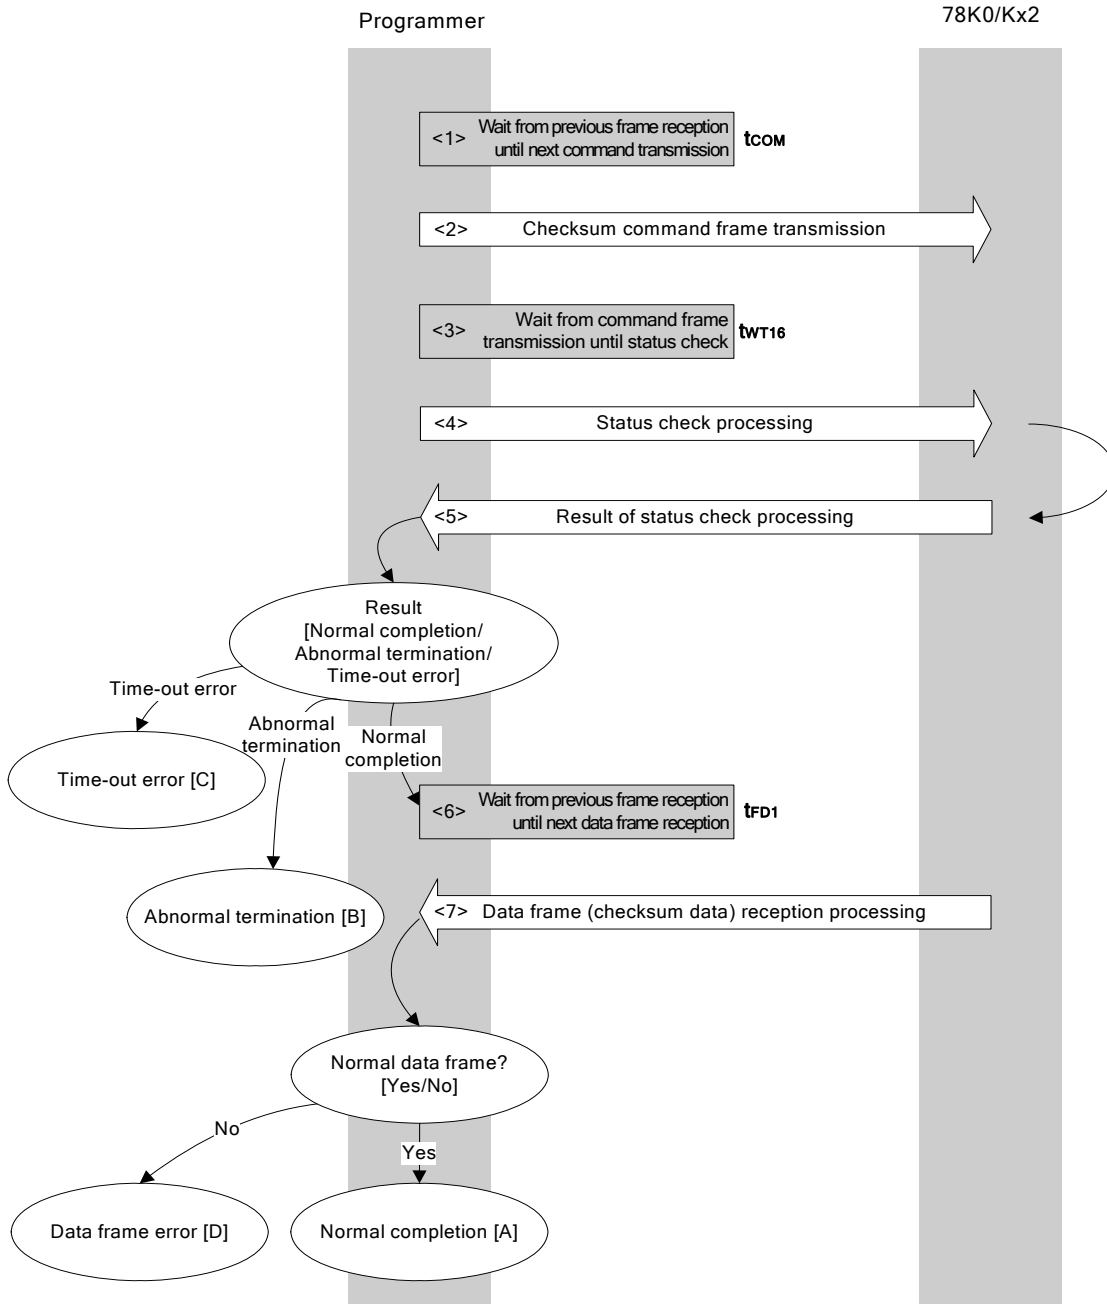 Programmer
78K0/Kx2
<1> Wait from previous frame reception
until next command transmission
tCOM
<2> Checksum command frame transmission
<3> Wait from command frame
transmission until status check
tWT16
<4> Status check processing
<5> Result of status check processing
Result
[Normal completion/
Abnormal termination/
Time-out error]
Time-out error
Abnormal
termination
Normal
completion
Time-out error [C]
<6> Wait from previous frame reception
until next data frame reception
tFD1
Abnormal termination [B]
<7> Data frame (checksum data) reception processing
Normal data frame?
[Yes/No]
No
Yes
Data frame error [D]
Normal completion [A]